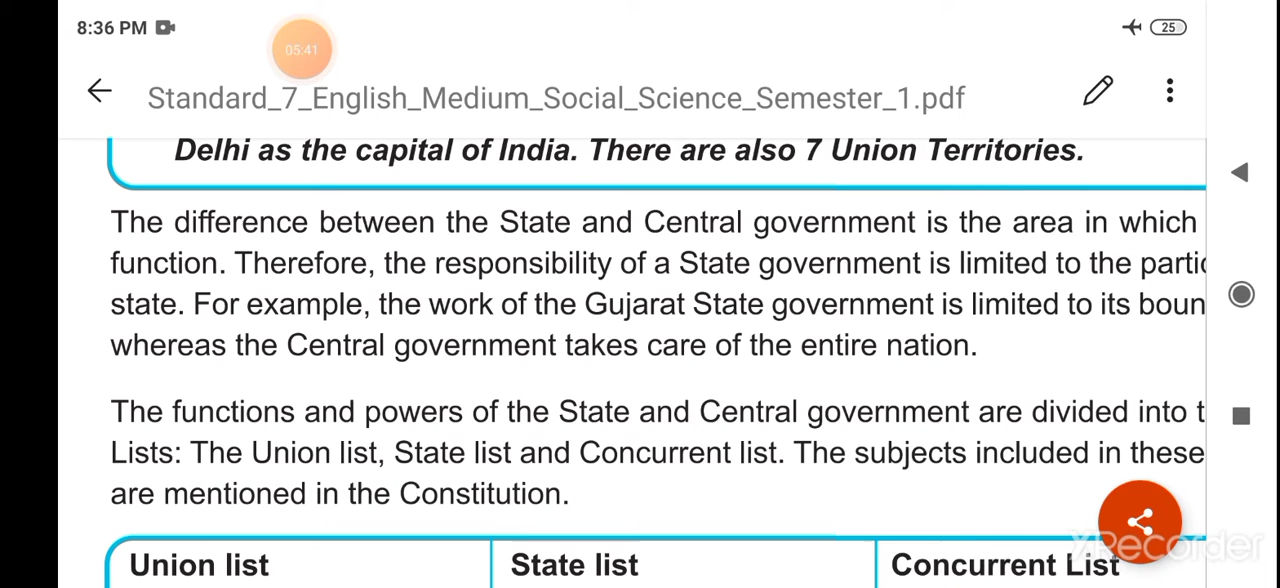 8:36 PM
05:41
25
Standard_7_English_Medium_Social_Science_Semester_1.pdf
Delhi as the capital of India. There are also 7 Union Territories.
The difference between the State and Central government is the area in which
function. Therefore, the responsibility of a State government is limited to the partic
state. For example, the work of the Gujarat State government is limited to its boun
whereas the Central government takes care of the entire nation.
The functions and powers of the State and Central government are divided into t
Lists: The Union list, State list and Concurrent list. The subjects included in these
are mentioned in the Constitution.
Union list State list Concurrent List
XRecorder